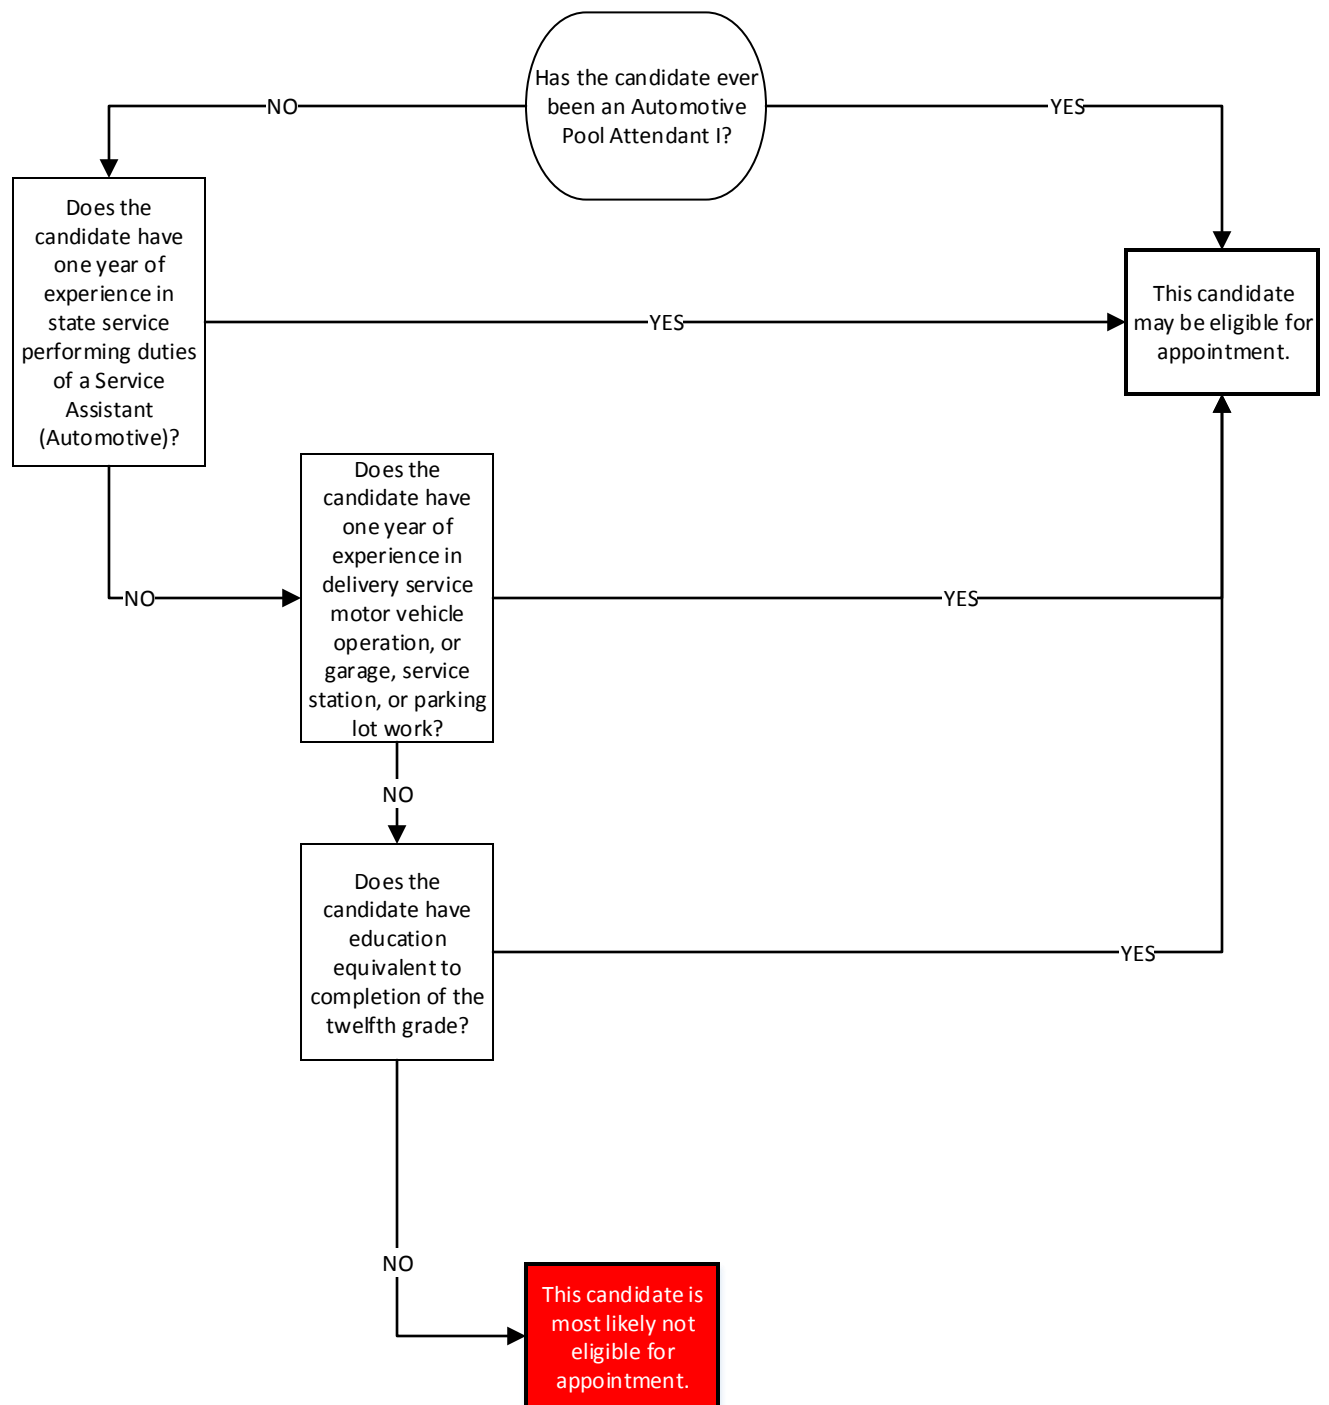 Has the candidate ever
been an Automotive
Pool Attendant I?
NO
YES
Does the
candidate have
one year of
experience in
state service
performing duties
of a Service
Assistant
(Automotive)?
YES
This candidate
may be eligible for
appointment.
NO
Does the
candidate have
one year of
experience in
delivery service
motor vehicle
operation, or
garage, service
station, or parking
lot work?
YES
NO
Does the
candidate have
education
equivalent to
completion of the
twelfth grade?
YES
NO
This candidate is
most likely not
eligible for
appointment.